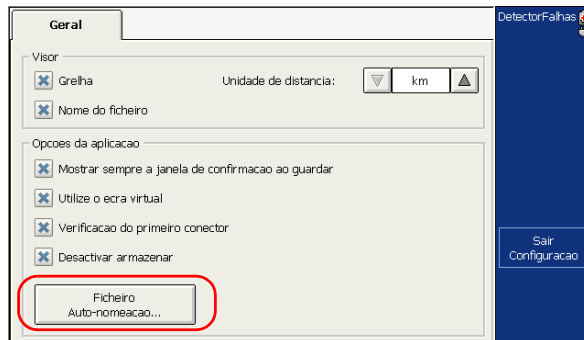 Geral
DetectorFalhas
Visor
Grelha
Unidade de distancia:
km
Nome do ficheiro
Opcoes da aplicacao
Mostrar sempre a janela de confirmacao ao guardar
Utilize o ecra virtual
Verificacao do primeiro conector
Desactivar armazenar
Sair
Configuracao
Ficheiro
Auto-nomeacao...